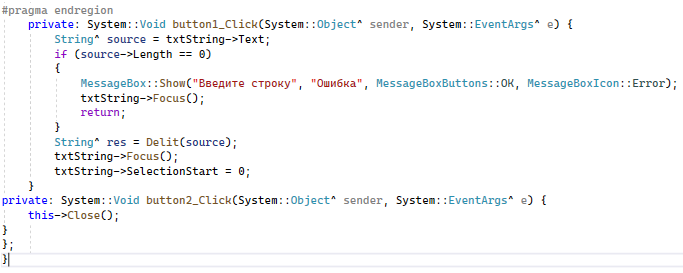 #pragma endregion
private: System::Void button1_Click(System::Object^ sender, System::EventArgs^ e) {
String^ source = txtString->Text;
if (source->Length == 0)
{
MessageBox::Show("Введите строку", "Ошибка", MessageBoxButtons::OK, MessageBoxIcon::Error);
txtString->Focus();
return;
}
String^ res = Delit(source);
txtString->Focus();
txtString->SelectionStart = 0;
}
private: System::Void button2_Click(System::Object^ sender, System::EventArgs^ e) {
this->Close();
}
};
}